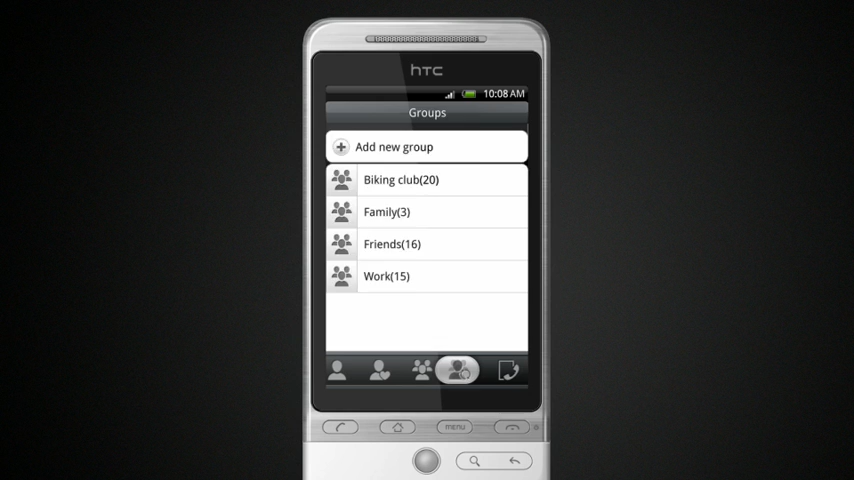 hTC
10:08 AM
Groups
Add new group
Biking club(20)
Family(3)
Friends(16)
Work(15)
MENU